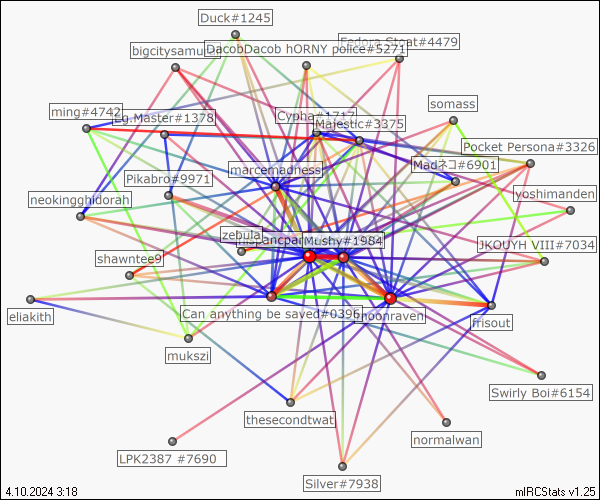 Duck#1245
DacobDacob hORNY police#5271
Fedora Stoat#4479
bigcitysamu
somass
ming#4742
Eg.Master#1378
Cypha#1717
Majestic#3375
Pocket Persona#3326
Madネコ#6901
marcemadness
Pikabro#9971
yoshimanden
neokingghidorah
zebula
Mushy#1984
JKOUYH VIII#7034
shawntee9
eliakith
Can anything be saved#0396
moonraven
frisout
mukszi
Swirly Boi#6154
thesecondtwat
normalwan
LPK2387 #7690
Silver#7938
4.10.2024 3:18
mIRCStats v1.25